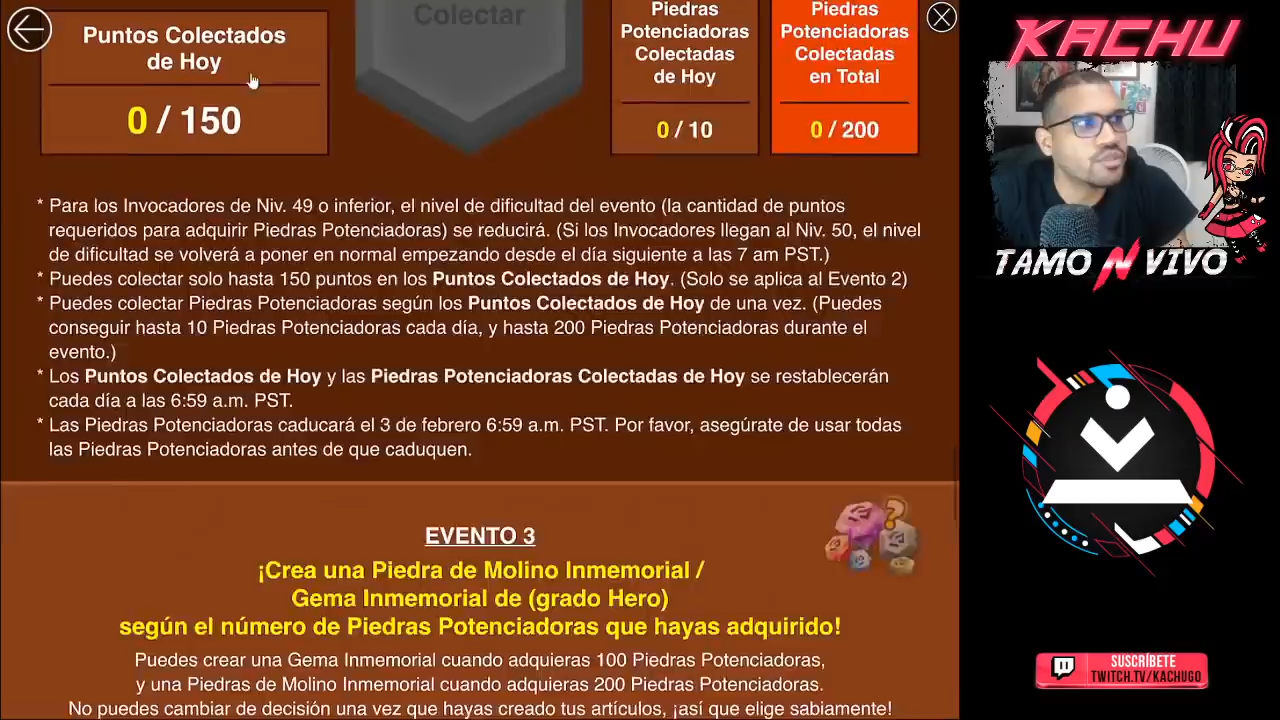 Puntos Colectados
de Hoy
0 / 150
Colectar
Piedras
Potenciadoras
Colectadas
de Hoy
0 / 10
Piedras
Potenciadoras
Colectadas
en Total
0 / 200
* Para los Invocadores de Niv. 49 o inferior, el nivel de dificultad del evento (la cantidad de puntos
requeridos para adquirir Piedras Potenciadoras) se reducirá. (Si los Invocadores llegan al Niv. 50, el nivel
de dificultad se volverá a poner en normal empezando desde el día siguiente a las 7 am PST.)
* Puedes colectar solo hasta 150 puntos en los Puntos Colectados de Hoy. (Solo se aplica al Evento 2)
* Puedes colectar Piedras Potenciadoras según los Puntos Colectados de Hoy de una vez. (Puedes
conseguir hasta 10 Piedras Potenciadoras cada día, y hasta 200 Piedras Potenciadoras durante el
evento.)
* Los Puntos Colectados de Hoy y las Piedras Potenciadoras Colectadas de Hoy se restablecerán
cada día a las 6:59 a.m. PST.
* Las Piedras Potenciadoras caducará el 3 de febrero 6:59 a.m. PST. Por favor, asegúrate de usar todas
las Piedras Potenciadoras antes de que caduquen.
EVENTO 3
¡Crea una Piedra de Molino Inmemorial /
Gema Inmemorial de (grado Hero)
según el número de Piedras Potenciadoras que hayas adquirido!
Puedes crear una Gema Inmemorial cuando adquieras 100 Piedras Potenciadoras,
y una Piedras de Molino Inmemorial cuando adquieras 200 Piedras Potenciadoras.
No puedes cambiar de decisión una vez que hayas creado tus artículos, ¡así que elige sabiamente!
KACHU
TAMO N VIVO
SUSCRÍBETE
TWITCH.TV/KACHUGO